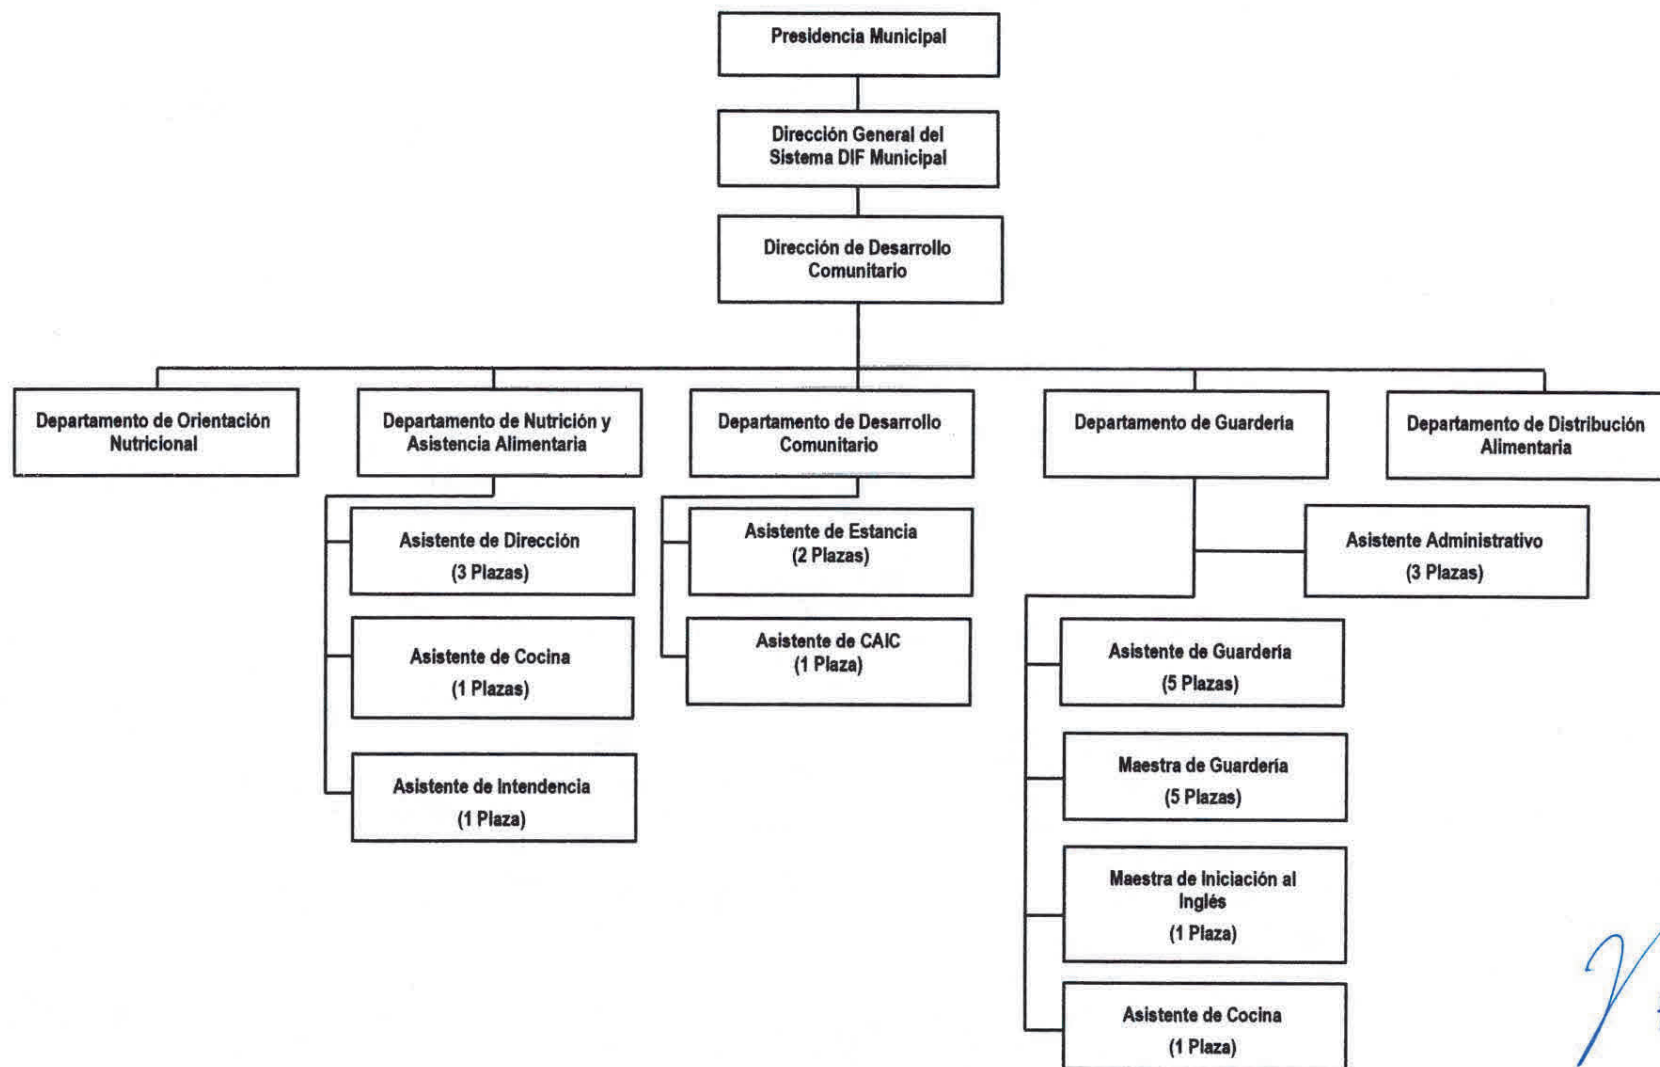 Presidencia Municipal
Dirección General del
Sistema DIF Municipal
Dirección de Desarrollo
Comunitario
Departamento de Orientación
Nutricional
Departamento de Nutrición y
Asistencia Alimentaria
Departamento de Desarrollo
Comunitario
Departamento de Guardería
Departamento de Distribución
Alimentaria
Asistente de Dirección
(3 Plazas)
Asistente de Cocina
(1 Plazas)
Asistente de Intendencia
(1 Plaza)
Asistente de Estancia
(2 Plazas)
Asistente de CAIC
(1 Plaza)
Asistente Administrativo
(3 Plazas)
Asistente de Guardería
(5 Plazas)
Maestra de Guardería
(5 Plazas)
Maestra de Iniciación al
Inglés
(1 Plaza)
Asistente de Cocina
(1 Plaza)